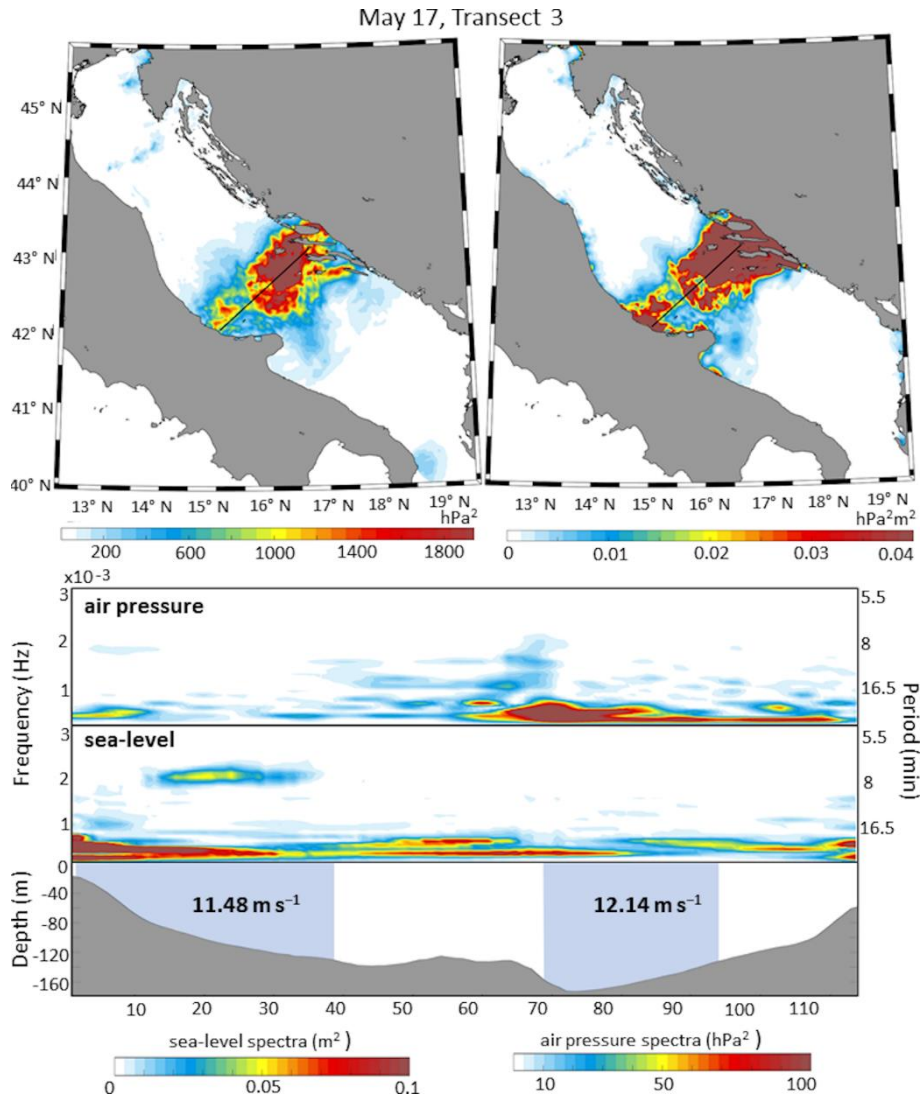 May 17, Transect 3
45° N
44° N
43° N
42° N
41° N
40° N
13° N 14° N 15° N 16° N 17° N 18° N 19° N
13° N 14° N 15° N 16° N 17° N 19° N
hPa²
hPa²m²
200 600 1000 1400 1800
0 0.01 0.02 0.03 0.04
x10⁻³
3
2
1
air pressure
5.5
8
16.5
Frequency (Hz)
Period (min)
3
2
1
0
sea-level
5.5
8
16.5
Depth (m)
-40
-80
-120
-160
11.48 m s⁻¹
12.14 m s⁻¹
10 20 30 40 50 60 70 80 90 100 110
sea-level spectra (m²)
0 0.05 0.1
air pressure spectra (hPa²)
10 50 100